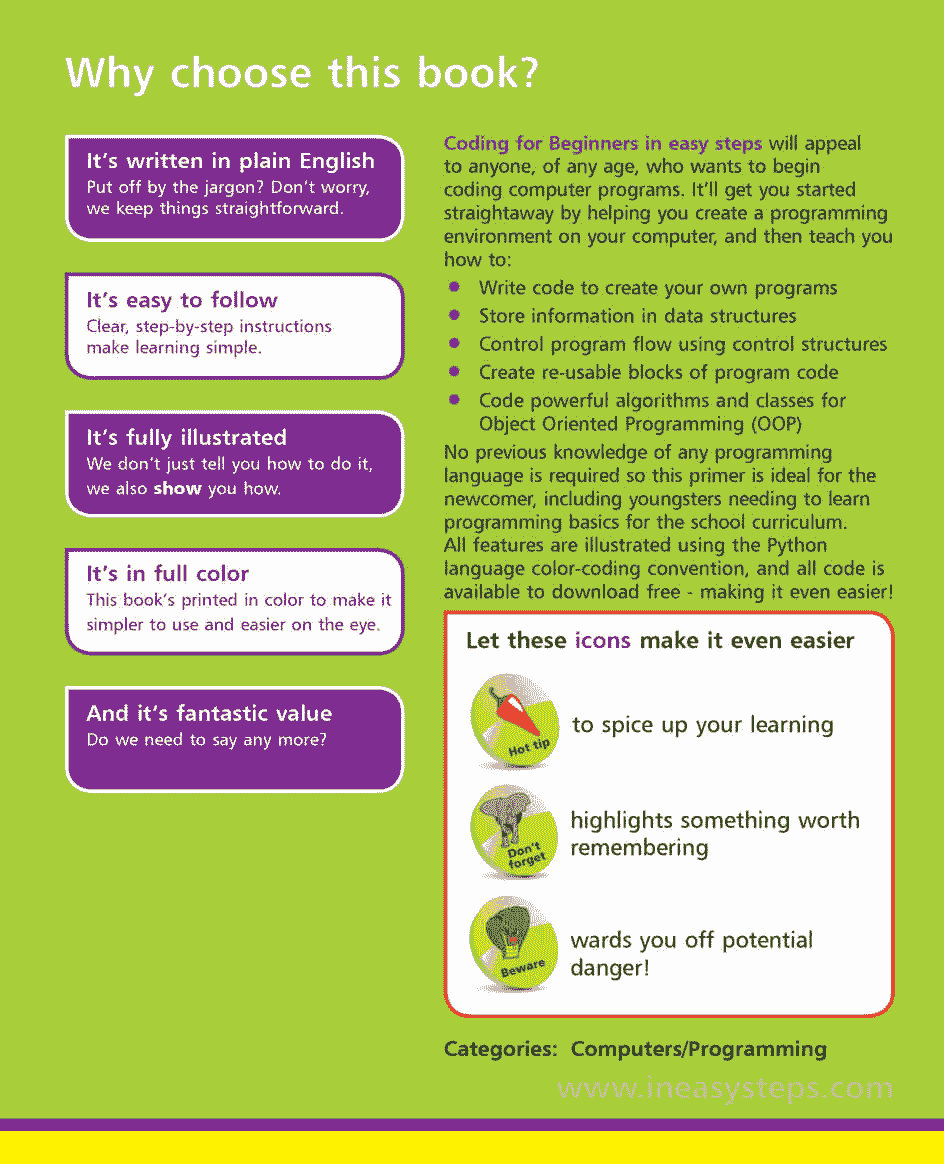 Why choose this book?
It's written in plain English
Put off by the jargon? Don't worry,
we keep things straightforward.
It's easy to follow
Clear, step-by-step instructions
make learning simple.
It's fully illustrated
We don't just tell you how to do it,
we also show you how.
It's in full color
This book's printed in color to make it
simpler to use and easier on the eye.
And it's fantastic value
Do we need to say any more?
Coding for Beginners in easy steps will appeal
to anyone, of any age, who wants to begin
coding computer programs. It'll get you started
straightaway by helping you create a programming
environment on your computer, and then teach you
how to:
• Write code to create your own programs
• Store information in data structures
• Control program flow using control structures
• Create re-usable blocks of program code
• Code powerful algorithms and classes for
Object Oriented Programming (OOP)
No previous knowledge of any programming
language is required so this primer is ideal for the
newcomer, including youngsters needing to learn
programming basics for the school curriculum.
All features are illustrated using the Python
language color-coding convention, and all code is
available to download free - making it even easier!
Let these icons make it even easier
Hot tip
to spice up your learning
Don't
forget
highlights something worth
remembering
Beware
wards you off potential
danger!
Categories: Computers/Programming
www.ineasysteps.com